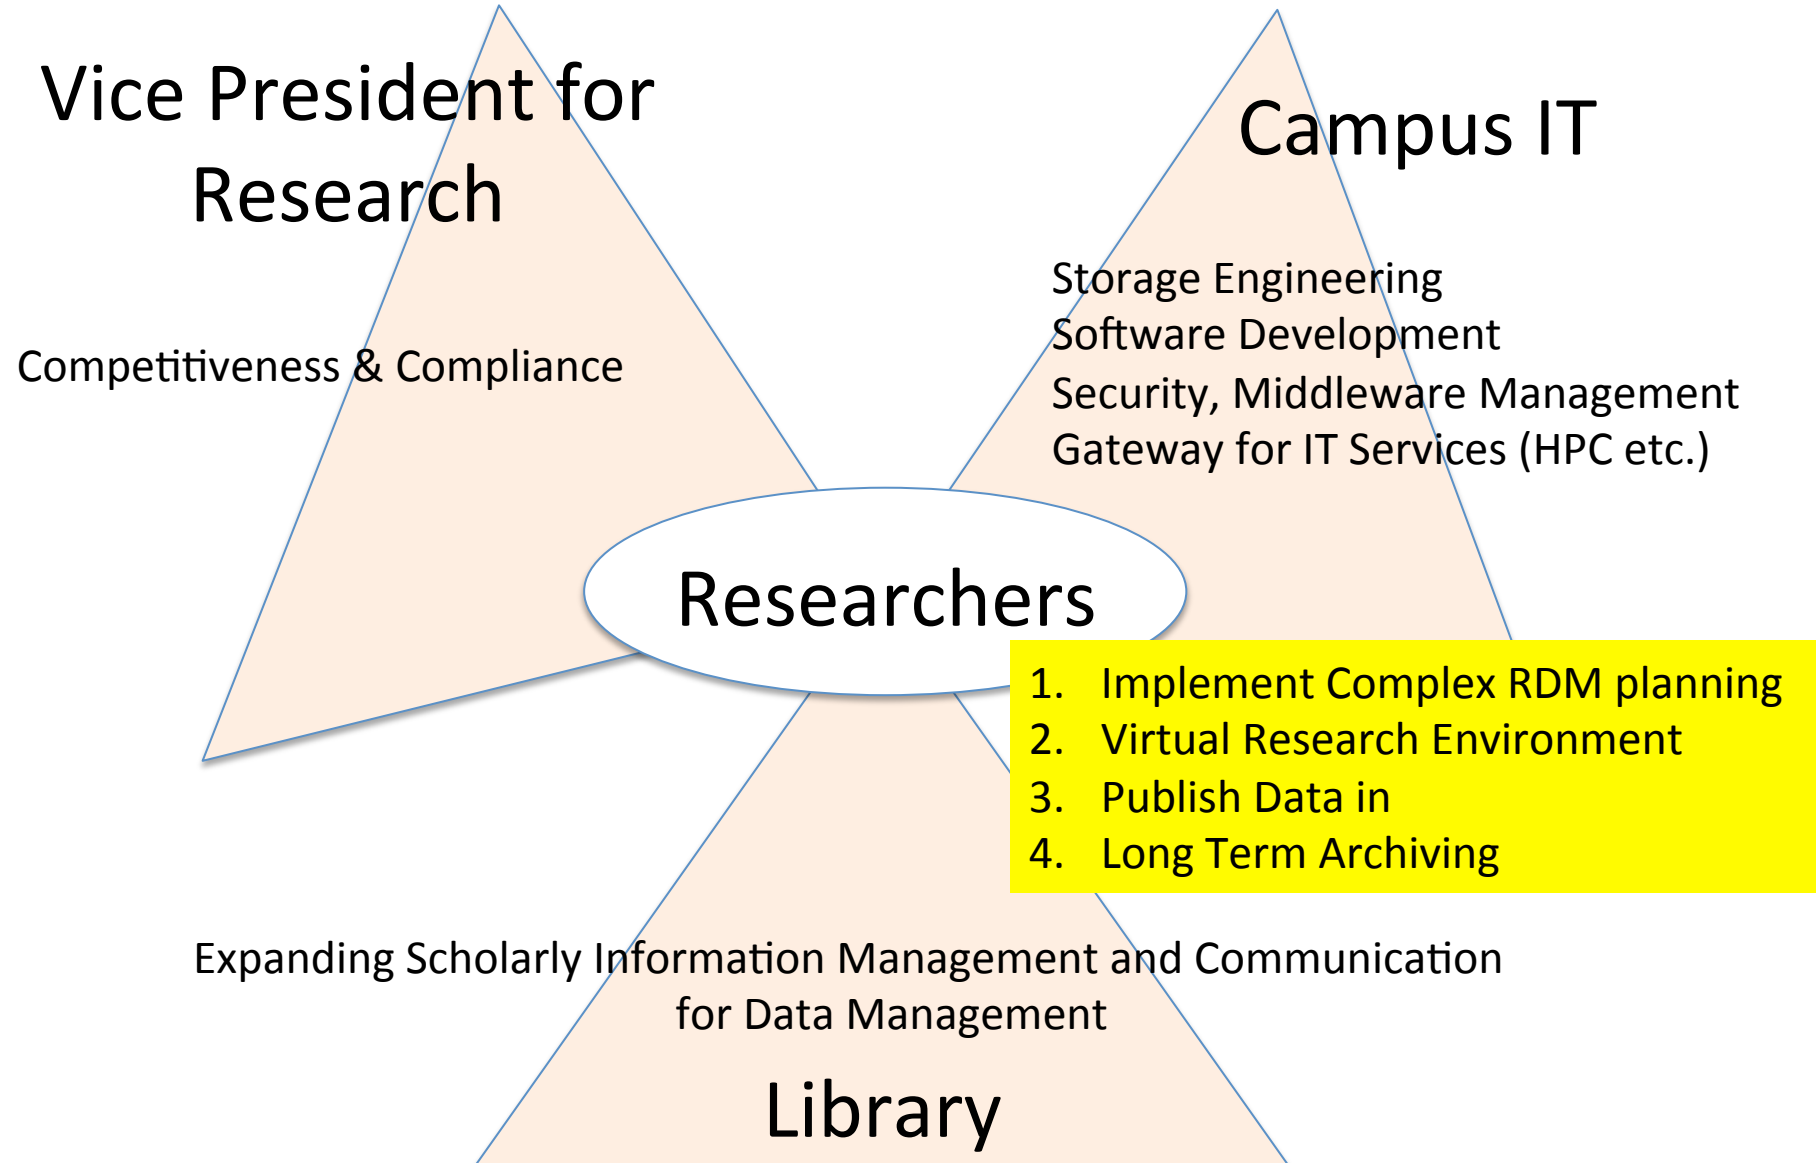 Vice President for
Research
Campus IT
Competitiveness & Compliance
Storage Engineering
Software Development
Security, Middleware Management
Gateway for IT Services (HPC etc.)
Researchers
1. Implement Complex RDM planning
2. Virtual Research Environment
3. Publish Data in
4. Long Term Archiving
Expanding Scholarly Information Management and Communication
for Data Management
Library